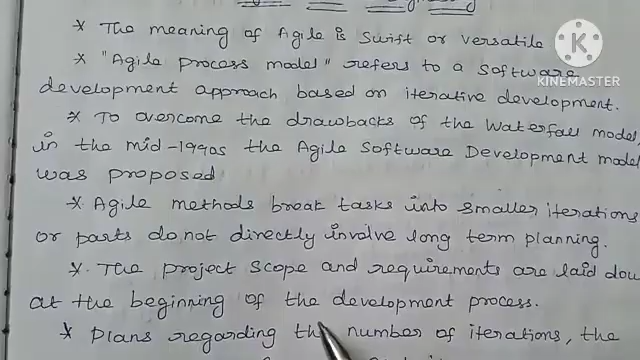 * The meaning of Agile is swift or versatile
* "Agile process model" refers to a software
development approach based on iterative development.
* To overcome the drawbacks of the waterfall model,
in the mid-1990s the Agile Software Development model
was proposed.
* Agile methods break tasks into smaller iterations
or parts do not directly involve long term planning.
* The project scope and requirements are laid dow
at the beginning of the development process.
* Plans regarding the number of iterations, the
KINEMASTER